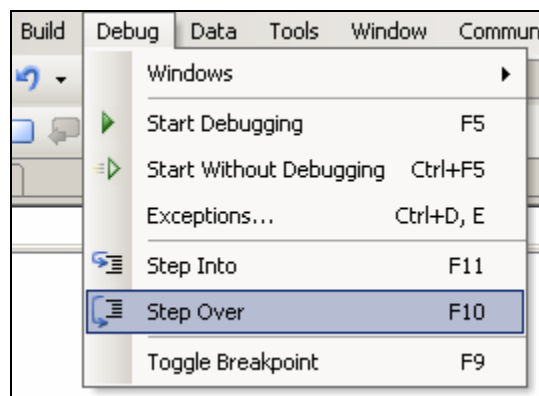 Build Debug Data Tools Window Commun
Windows
Start Debugging F5
Start Without Debugging Ctrl+F5
Exceptions... Ctrl+D, E
Step Into F11
Step Over F10
Toggle Breakpoint F9